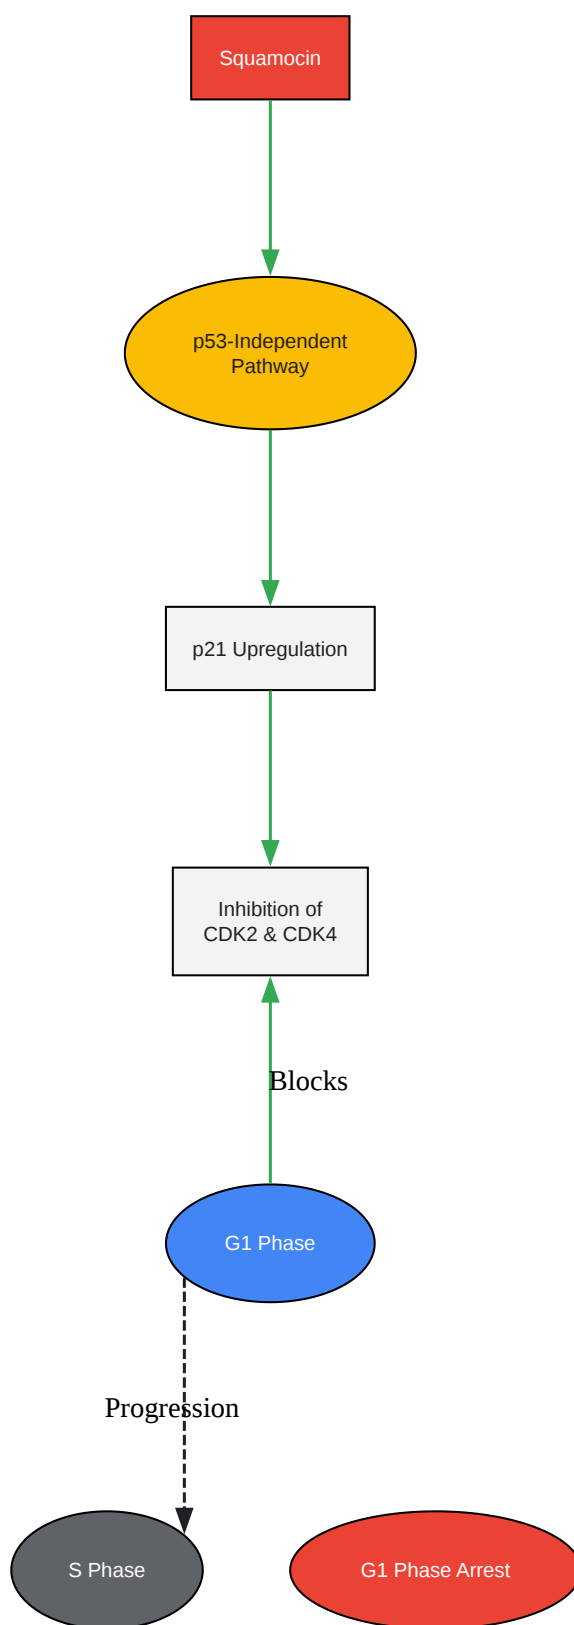 Squamocin
p53-Independent
Pathway
p21 Upregulation
Inhibition of
CDK2 & CDK4
Blocks
G1 Phase
Progression
S Phase
G1 Phase Arrest